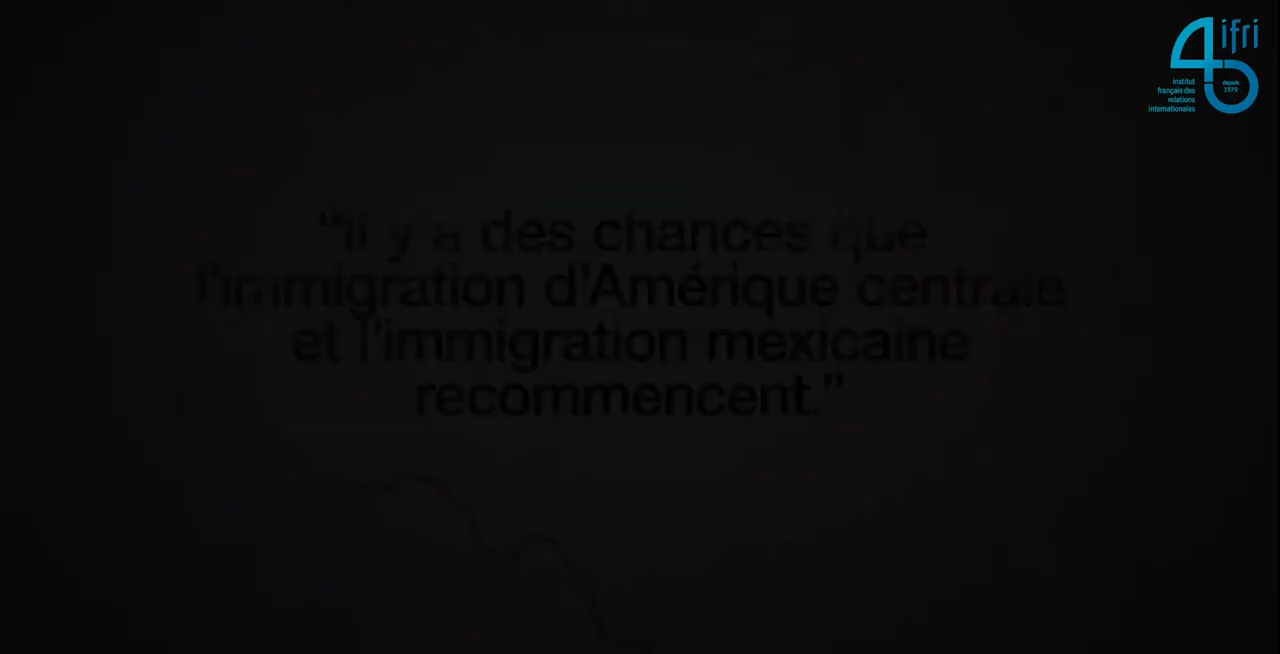 ifri
40
depuis
1979
institut
français des
relations
internationales
“Il y a des chances que
l’immigration d’Amérique centrale
et l’immigration mexicaine
recommencent.”